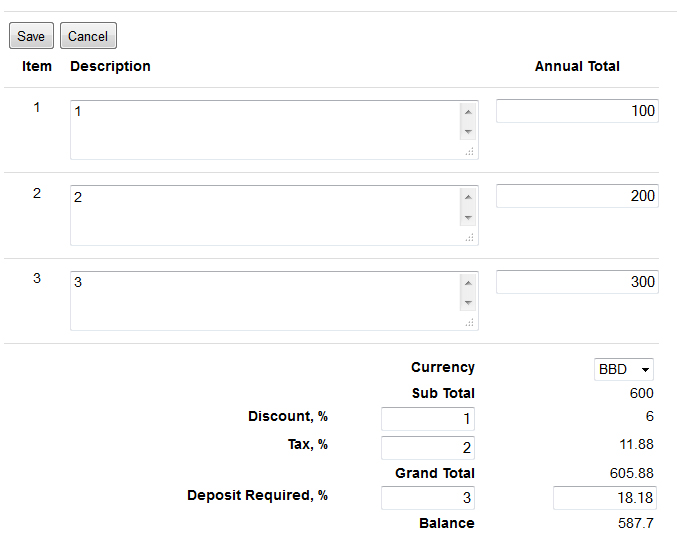 Save Cancel
Item Description Annual Total
1 1 100
2 2 200
3 3 300
Currency BBD
Sub Total 600
Discount, % 1 6
Tax, % 2 11.88
Grand Total 605.88
Deposit Required, % 3 18.18
Balance 587.7